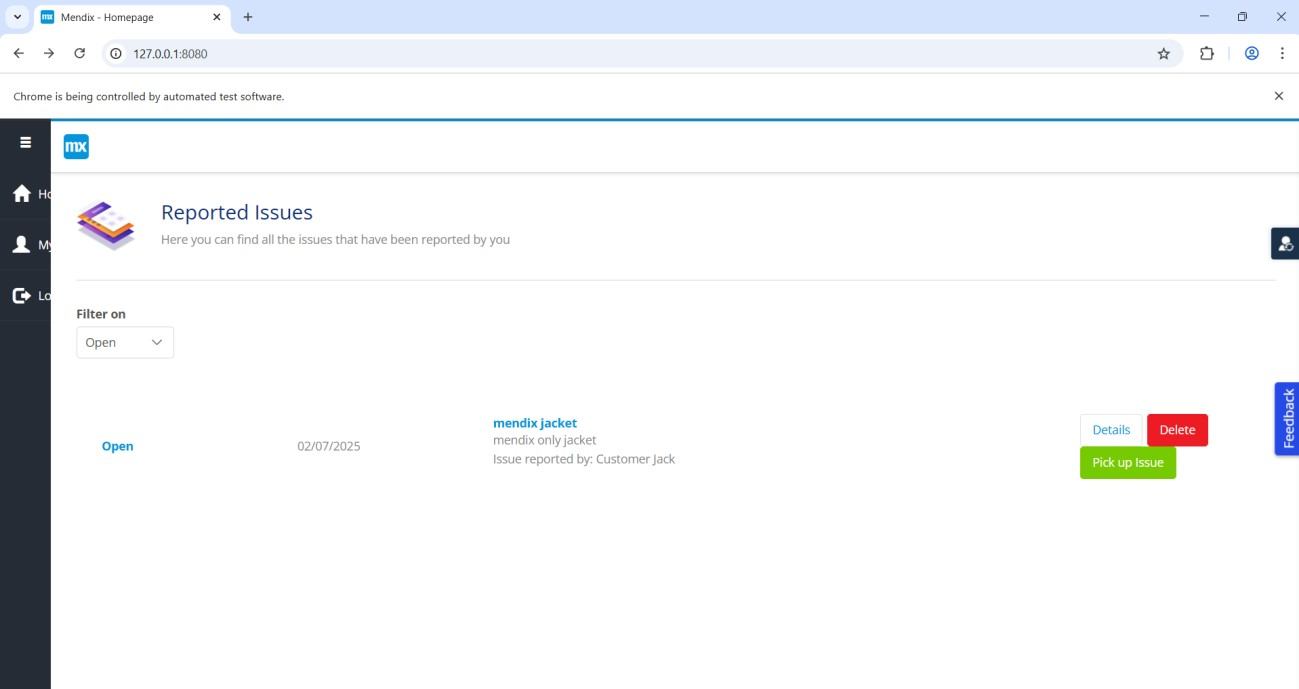 Mendix - Homepage
127.0.0.1:8080
Chrome is being controlled by automated test software.
mx
Ho
Reported Issues
Here you can find all the issues that have been reported by you
My
Lo
Filter on
Open
Feedback
Open
02/07/2025
mendix jacket
mendix only jacket
Issue reported by: Customer Jack
Details
Delete
Pick up Issue